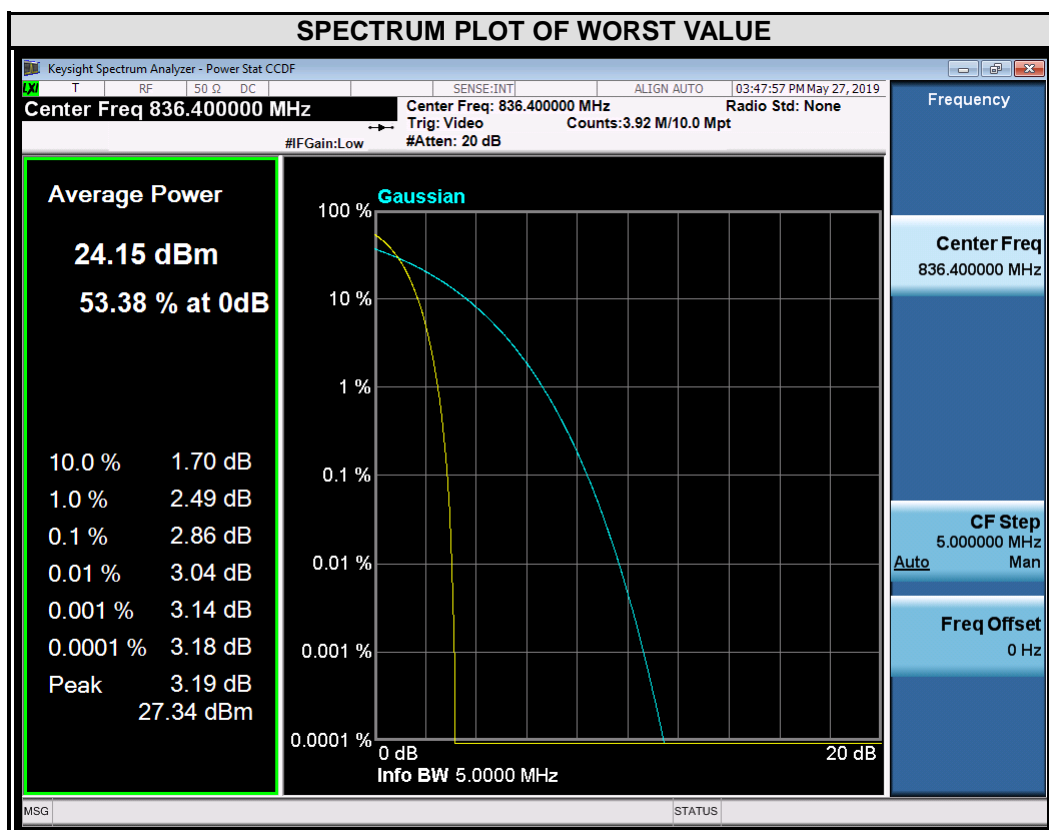 SPECTRUM PLOT OF WORST VALUE
Keysight Spectrum Analyzer - Power Stat CCDF
LXI T RF 50 Ω DC SENSE:INT ALIGN AUTO 03:47:57 PM May 27, 2019
Center Freq 836.400000 MHz
Center Freq: 836.400000 MHz Radio Std: None
Trig: Video Counts:3.92 M/10.0 Mpt
#IFGain:Low #Atten: 20 dB
Average Power
24.15 dBm
53.38 % at 0dB
10.0 % 1.70 dB
1.0 % 2.49 dB
0.1 % 2.86 dB
0.01 % 3.04 dB
0.001 % 3.14 dB
0.0001 % 3.18 dB
Peak 3.19 dB
27.34 dBm
Gaussian
100 %
10 %
1 %
0.1 %
0.01 %
0.001 %
0.0001 %
0 dB 20 dB
Info BW 5.0000 MHz
Frequency
Center Freq
836.400000 MHz
CF Step
5.000000 MHz
Auto Man
Freq Offset
0 Hz
MSG STATUS